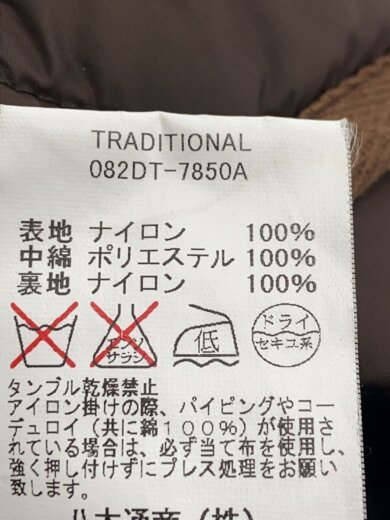 TRADITIONAL
082DT-7850A
表地 ナイロン 100%
中綿 ポリエステル 100%
裏地 ナイロン 100%
エンソ サラシ 低 ドライ セキユ系
タンブル乾燥禁止
アイロン掛けの際、パイピングやコー
デュロイ(共に綿100%)が使用さ
れている場合は、必ず当て布を使用し、
強く押し付けずにプレス処理をお願い
致します。
八木通商(株)